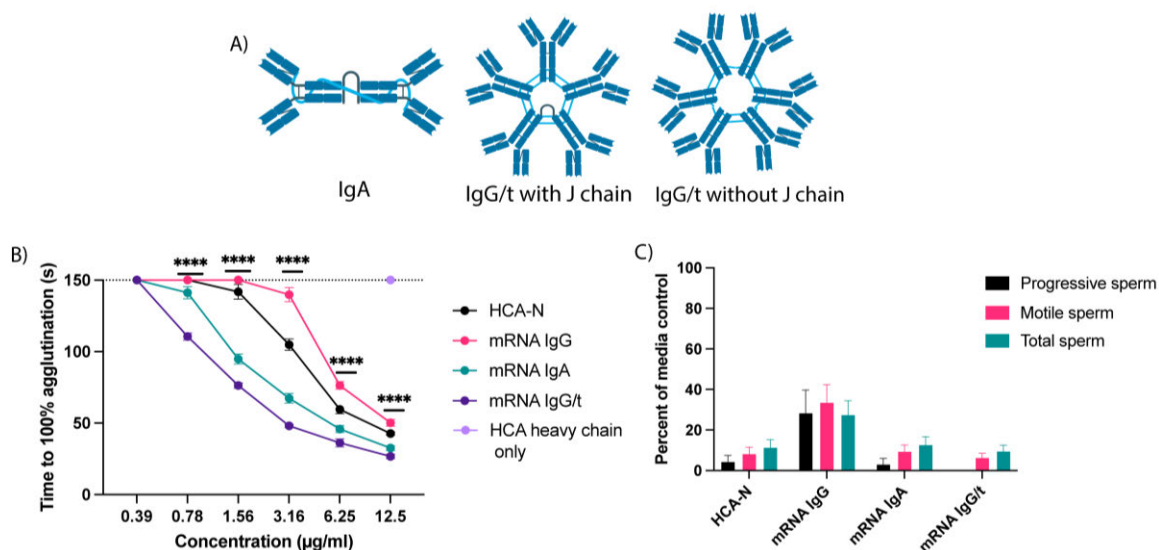 A)
IgA
IgG/t with J chain
IgG/t without J chain
B)
Time to 100% agglutination (s)
150
100
50
0
****
****
****
****
****
0.39
0.78
1.56
3.16
6.25
12.5
Concentration (µg/ml)
HCA-N
mRNA IgG
mRNA IgA
mRNA IgG/t
HCA heavy chain
only
C)
Percent of media control
100
80
60
40
20
0
HCA-N
mRNA IgG
mRNA IgA
mRNA IgG/t
Progressive sperm
Motile sperm
Total sperm